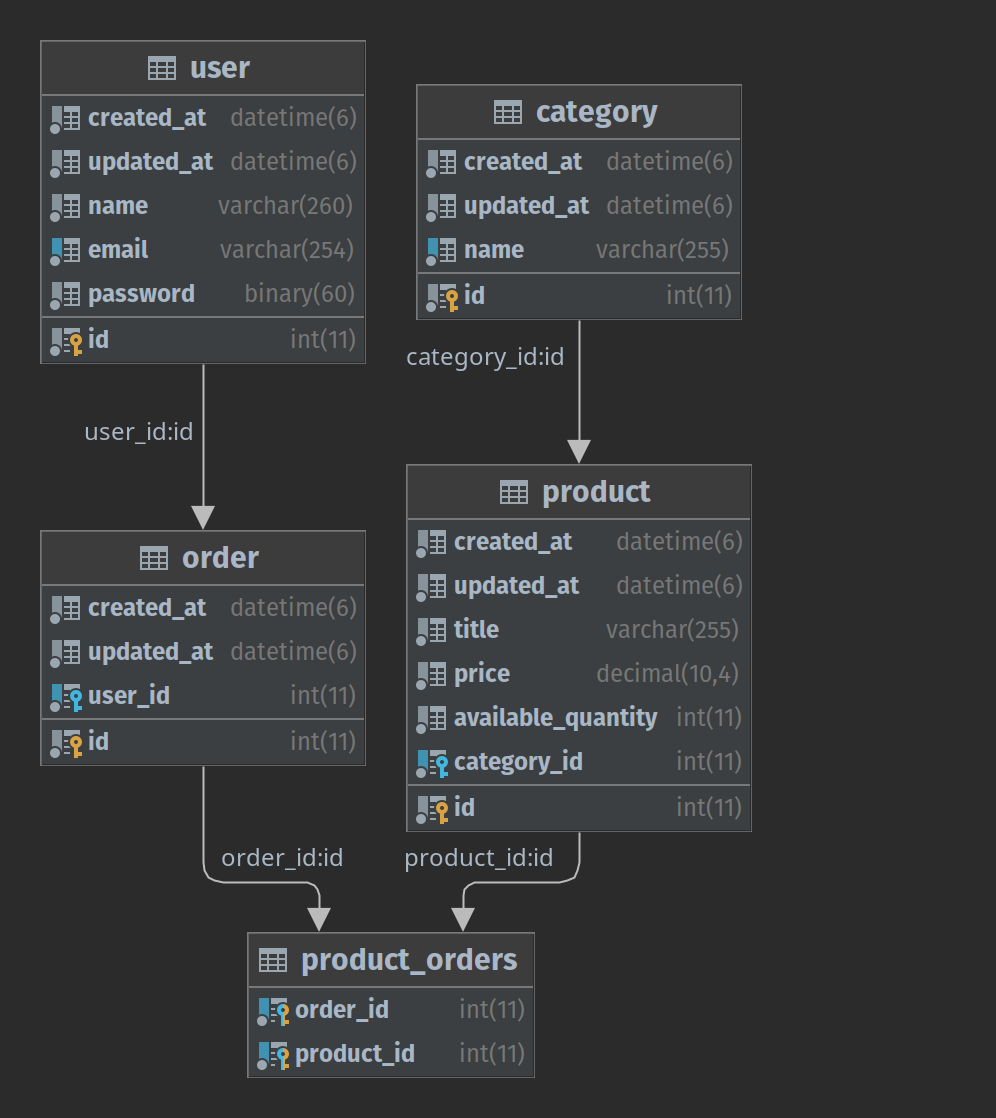 user
created_at datetime(6)
updated_at datetime(6)
name varchar(260)
email varchar(254)
password binary(60)
id int(11)
category
created_at datetime(6)
updated_at datetime(6)
name varchar(255)
id int(11)
user_id:id
category_id:id
order
created_at datetime(6)
updated_at datetime(6)
user_id int(11)
id int(11)
product
created_at datetime(6)
updated_at datetime(6)
title varchar(255)
price decimal(10,4)
available_quantity int(11)
category_id int(11)
id int(11)
order_id:id
product_id:id
product_orders
order_id int(11)
product_id int(11)